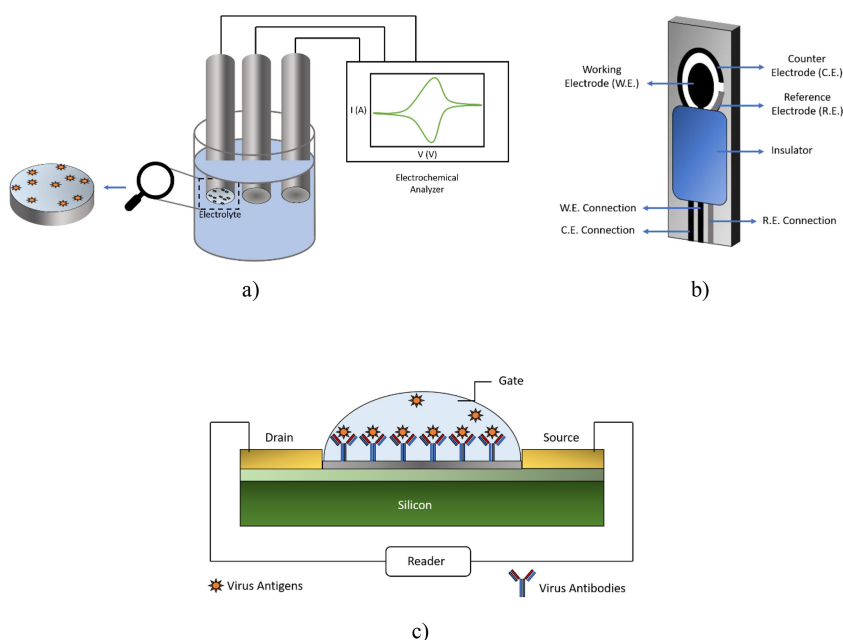 I (A)
V (V)
Electrochemical
Analyzer
Electrolyte
a)
Working
Electrode (W.E.)
Counter
Electrode (C.E.)
Reference
Electrode (R.E.)
Insulator
W.E. Connection
C.E. Connection
R.E. Connection
b)
Gate
Drain
Source
Silicon
Reader
Virus Antigens
Virus Antibodies
c)